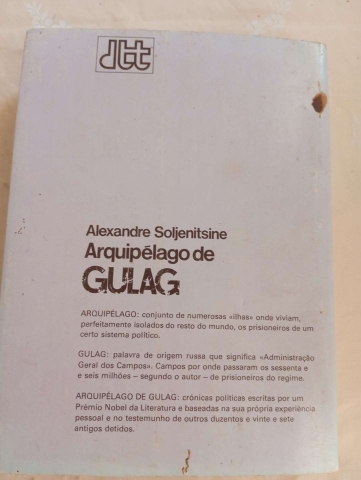 dtt
Alexandre Soljenitsine
Arquipélago de
GULAG
ARQUIPÉLAGO: conjunto de numerosas «ilhas» onde viviam,
perfeitamente isolados do resto do mundo, os prisioneiros de um
certo sistema político.
GULAG: palavra de origem russa que significa «Administração
Geral dos Campos». Campos por onde passaram os sessenta e
e seis milhões – segundo o autor – de prisioneiros do regime.
ARQUIPÉLAGO DE GULAG: crónicas políticas escritas por um
Prémio Nobel da Literatura e baseadas na sua própria experiência
pessoal e no testemunho de outros duzentos e vinte e sete
antigos detidos.